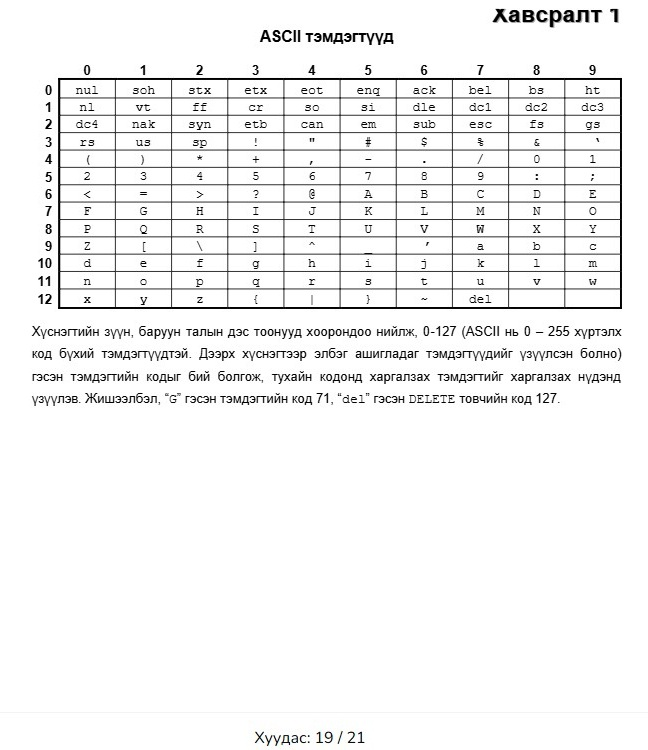 Хавсралт 1
ASCII тэмдэгтүүд
0 1 2 3 4 5 6 7 8 9
0 nul soh stx etx eot enq ack bel bs ht
1 nl vt ff cr so si dle dc1 dc2 dc3
2 dc4 nak syn etb can em sub esc fs gs
3 rs us sp ! " # $ % & ‘
4 ( ) * + , - . / 0 1
5 2 3 4 5 6 7 8 9 : ;
6 < = > ? @ A B C D E
7 F G H I J K L M N O
8 P Q R S T U V W X Y
9 Z [ \ ] ^ _ ’ a b c
10 d e f g h i j k l m
11 n o p q r s t u v w
12 x y z { | } ~ del
Хүснэгтийн зүүн, баруун талын дэс тоонууд хоорондоо нийлж, 0-127 (ASCII нь 0 – 255 хүртэлх
код бүхий тэмдэгтүүдтэй. Дээрх хүснэгтээр элбэг ашигладаг тэмдэгтүүдийг үзүүлсэн болно)
гэсэн тэмдэгтийн кодыг бий болгож, тухайн кодонд харгалзах тэмдэгтийг харгалзах нүдэнд
үзүүлэв. Жишээлбэл, “G” гэсэн тэмдэгтийн код 71, “del” гэсэн DELETE товчийн код 127.
Хуудас: 19 / 21